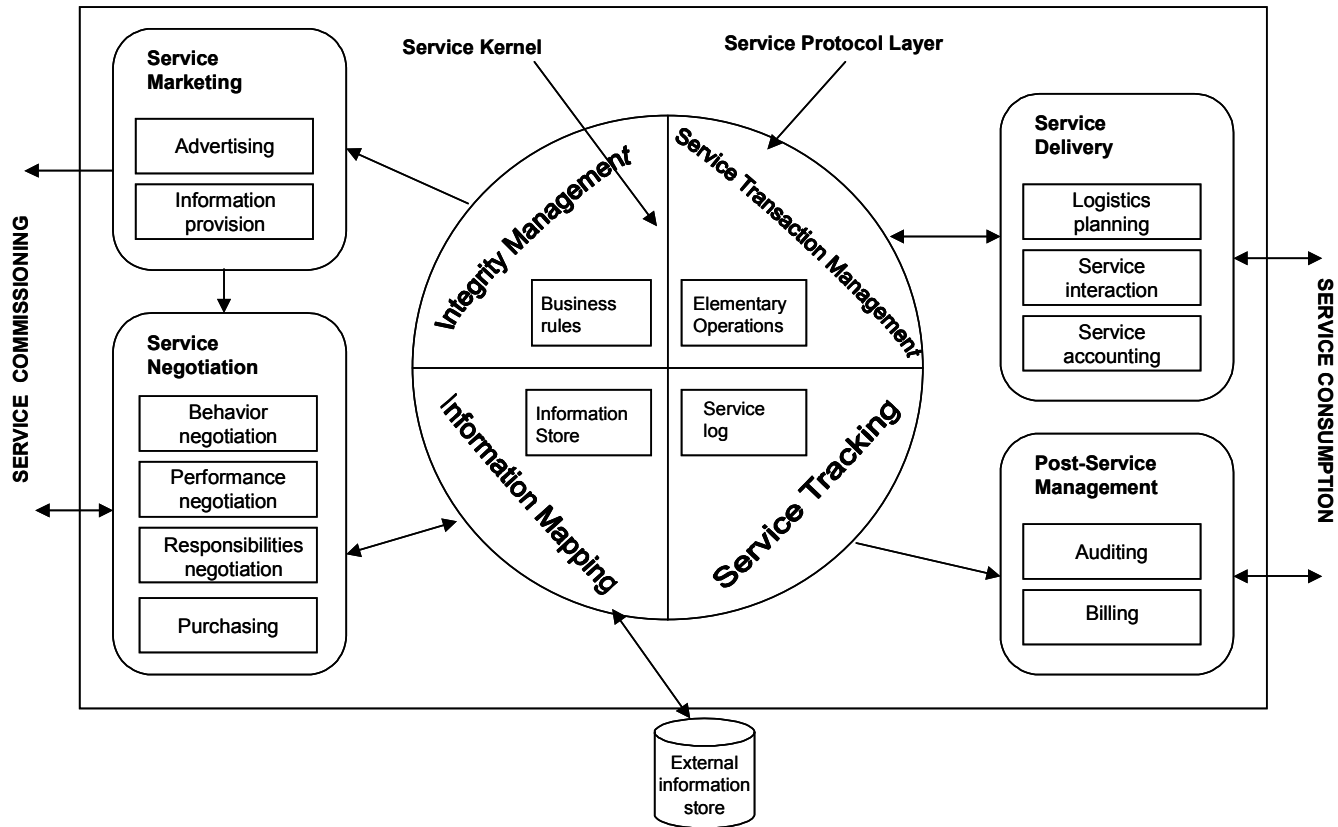 Service
Marketing
Advertising
Information
provision
Service Kernel
Service Protocol Layer
Service
Delivery
Logistics
planning
Service
interaction
Service
accounting
SERVICE COMMISSIONING
Service
Negotiation
Behavior
negotiation
Performance
negotiation
Responsibilities
negotiation
Purchasing
Integrity Management
Service Transaction Management
Business
rules
Elementary
Operations
Information
Store
Service
log
Information Mapping
Service Tracking
Post-Service
Management
Auditing
Billing
SERVICE CONSUMPTION
External
information
store